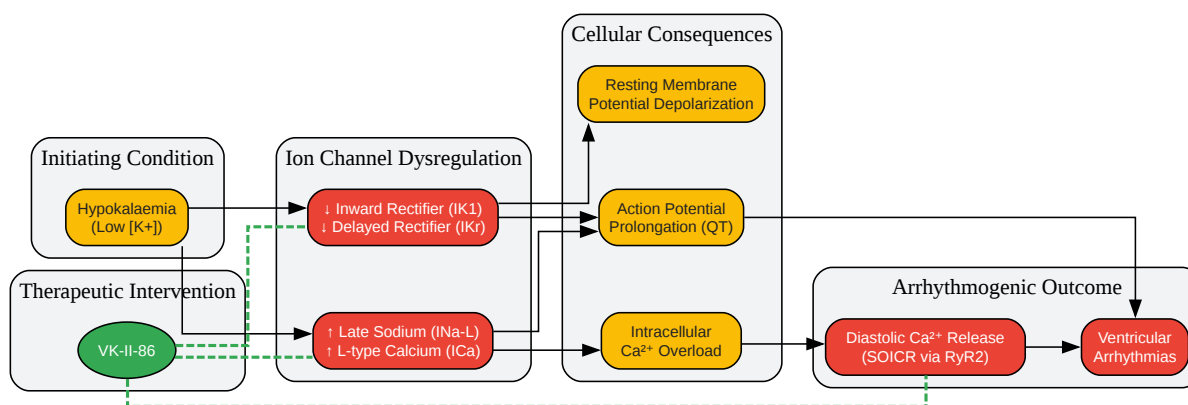 Initiating Condition
Hypokalaemia
(Low [K+])
Therapeutic Intervention
VK-II-86
Ion Channel Dysregulation
↓ Inward Rectifier (IK1)
↓ Delayed Rectifier (IKr)
↑ Late Sodium (INa-L)
↑ L-type Calcium (ICa)
Cellular Consequences
Resting Membrane
Potential Depolarization
Action Potential
Prolongation (QT)
Intracellular
Ca²⁺ Overload
Arrhythmogenic Outcome
Diastolic Ca²⁺ Release
(SOICR via RyR2)
Ventricular
Arrhythmias